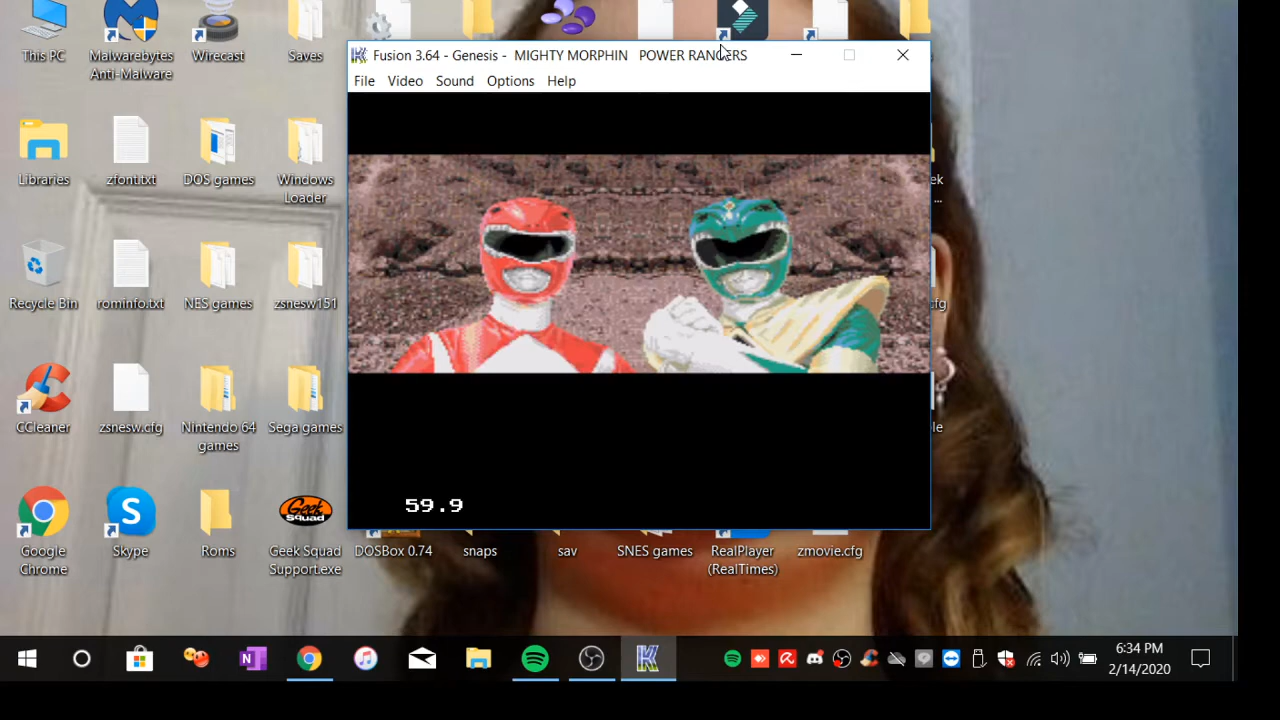 This PC
Malwarebytes
Anti-Malware
Wirecast
Saves
Fusion 3.64 - Genesis - MIGHTY MORPHIN POWER RANGERS
File Video Sound Options Help
Libraries
zfont.txt
DOS games
Windows
Loader
ek
...
Recycle Bin
rominfo.txt
NES games
zsnesw151
fg
CCleaner
zsnesw.cfg
Nintendo 64
games
Sega games
le
59.9
Geek
Squad
Google
Chrome
Skype
Roms
Geek Squad
Support.exe
DOSBox 0.74
snaps
sav
SNES games
RealPlayer
(RealTimes)
zmovie.cfg
6:34 PM
2/14/2020